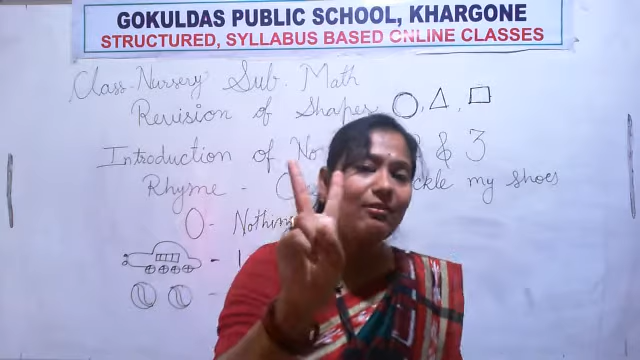 GOKULDAS PUBLIC SCHOOL, KHARGONE
STRUCTURED, SYLLABUS BASED ONLINE CLASSES
Class-Nursery Sub. Math
Revision of Shapes
Introduction of No & 3
Rhyme - my shoes
0 - Nothing